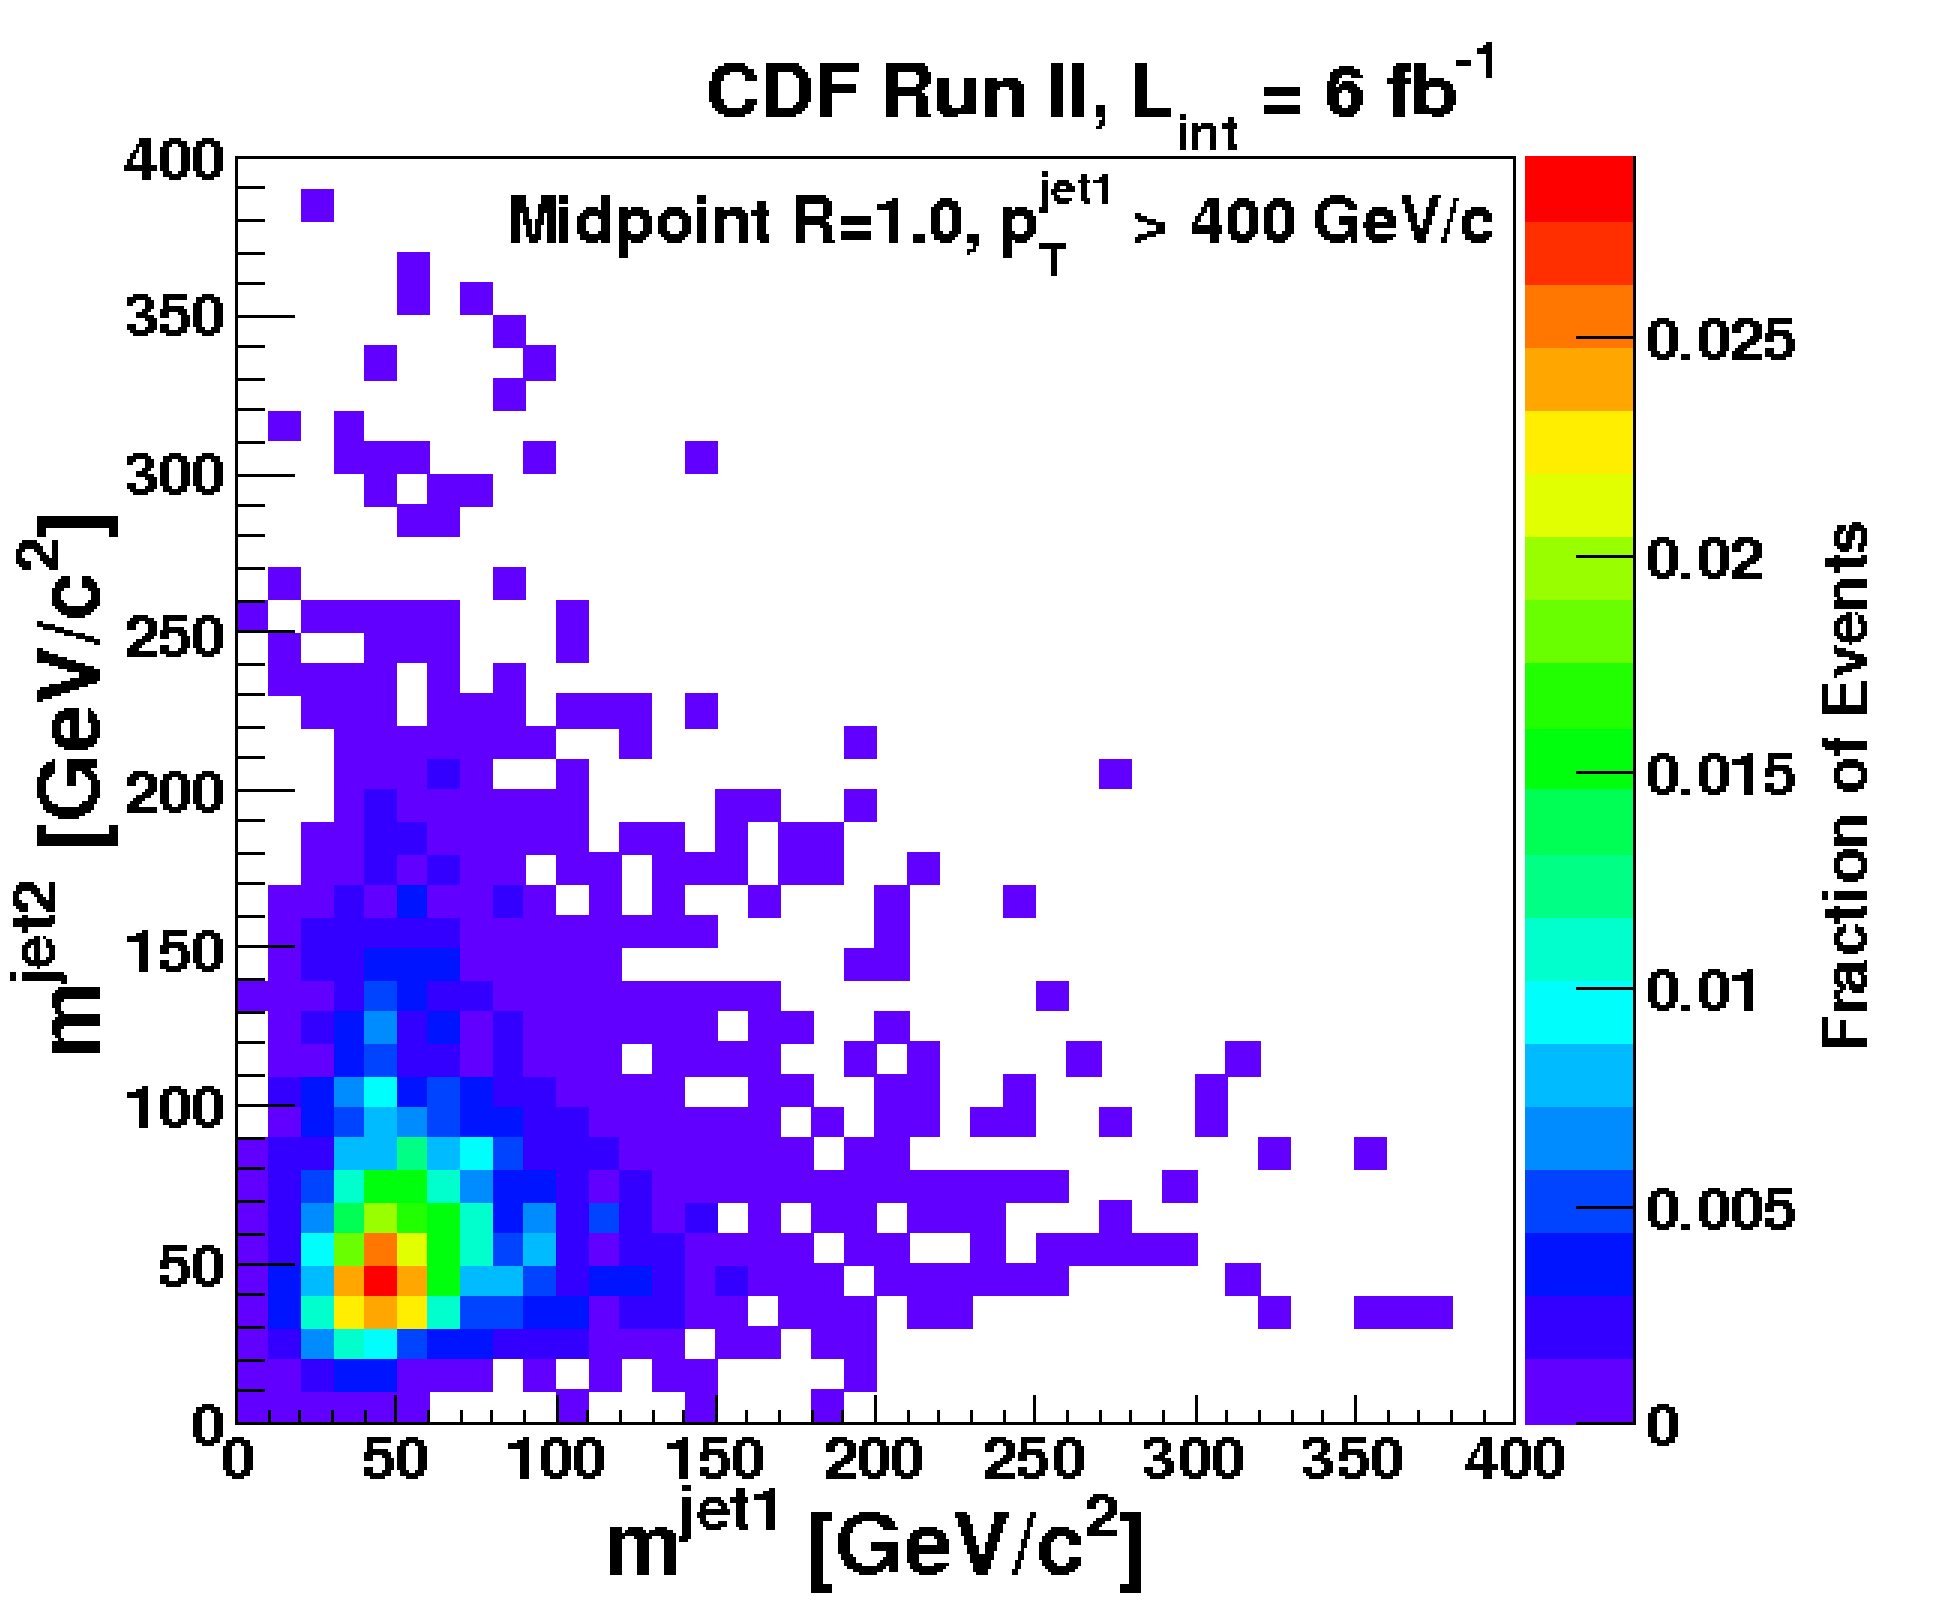 CDF Run II, L_int = 6 fb^-1
Midpoint R=1.0, p_T^jet1 > 400 GeV/c
m^jet2 [GeV/c^2]
400
350
300
250
200
150
100
50
0
0 50 100 150 200 250 300 350 400
m^jet1 [GeV/c^2]
0.025
0.02
0.015
0.01
0.005
0
Fraction of Events